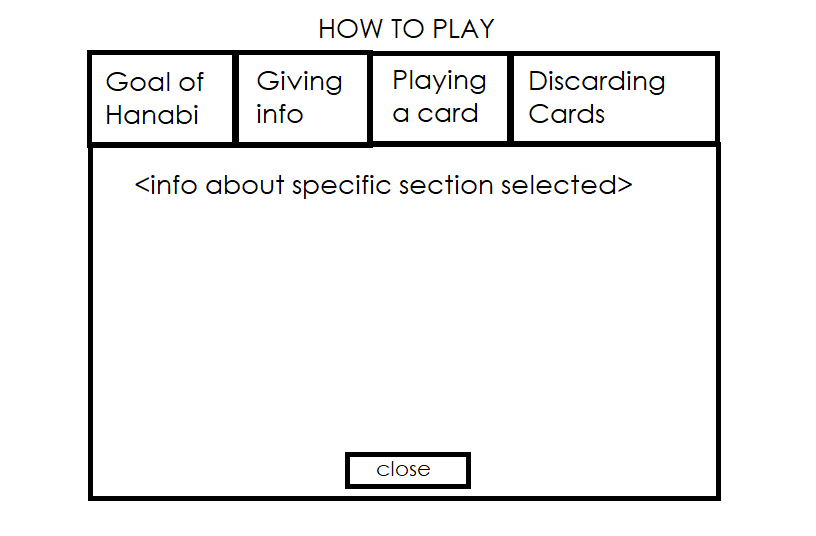 HOW TO PLAY
Goal of
Hanabi
Giving
info
Playing
a card
Discarding
Cards
<info about specific section selected>
close